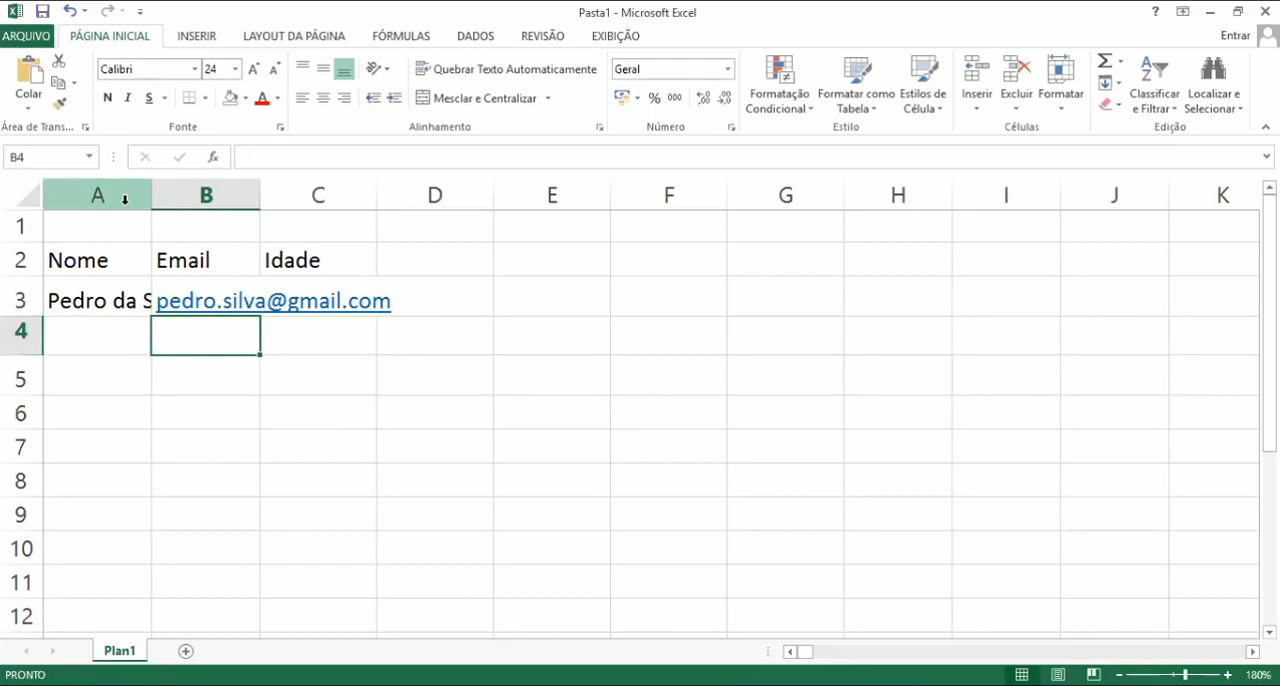 Pasta1 - Microsoft Excel
?
ARQUIVO PÁGINA INICIAL INSERIR LAYOUT DA PÁGINA FÓRMULAS DADOS REVISÃO EXIBIÇÃO Entrar
Colar
Calibri 24
N I S
Quebrar Texto Automaticamente
Mesclar e Centralizar
Geral
% 000
Formatação Condicional
Formatar como Tabela
Estilos de Célula
Inserir
Excluir
Formatar
Classificar e Filtrar
Localizar e Selecionar
Área de Trans... Fonte Alinhamento Número Estilo Células Edição
B4 fx
A B C D E F G H I J K
1
2 Nome Email Idade
3 Pedro da S pedro.silva@gmail.com
4
5
6
7
8
9
10
11
12
Plan1
PRONTO 180%